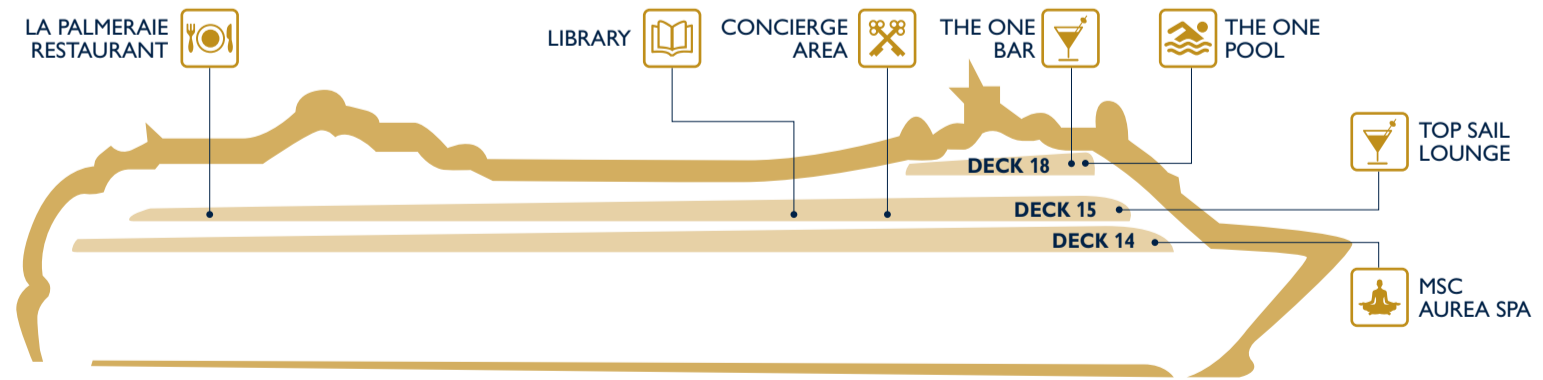 LA PALMERAIE
RESTAURANT
LIBRARY
CONCIERGE
AREA
THE ONE
BAR
THE ONE
POOL
TOP SAIL
LOUNGE
DECK 18
DECK 15
DECK 14
MSC
AUREA SPA